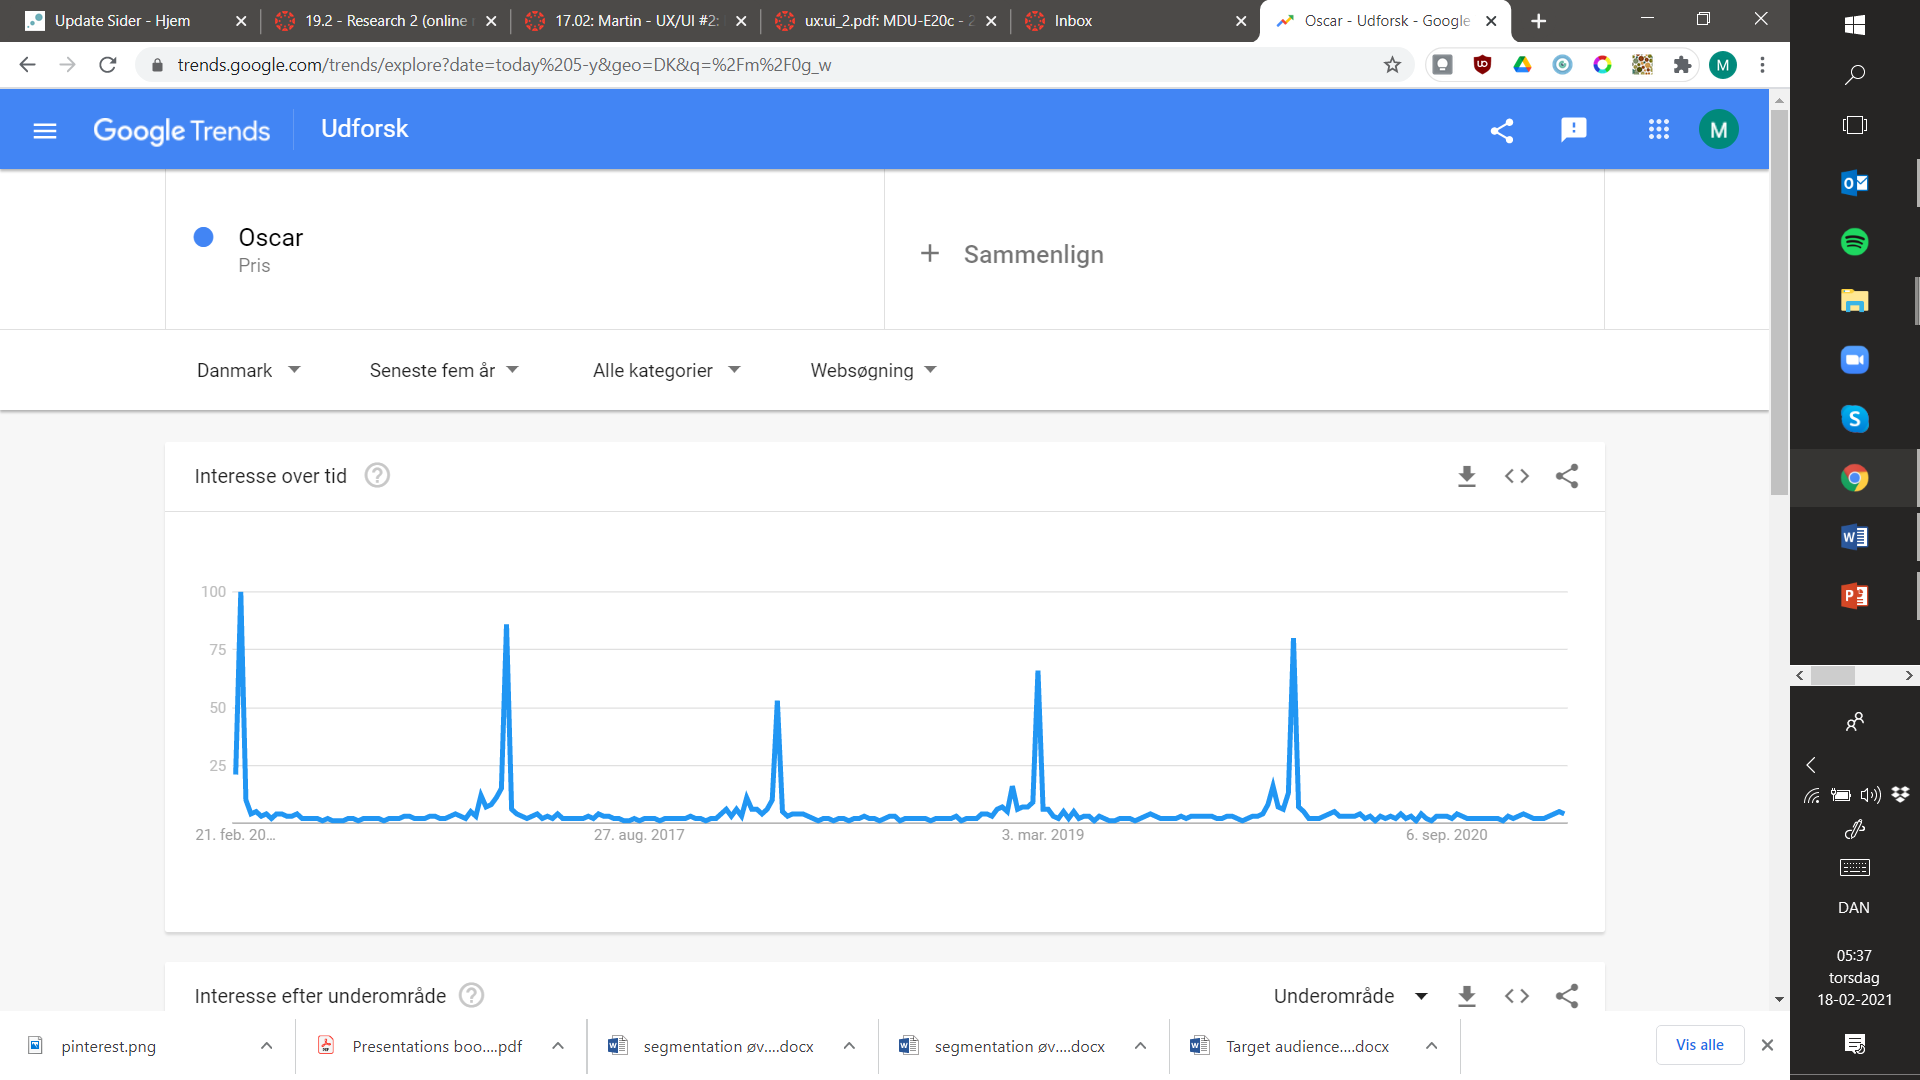 Update Sider - Hjem
19.2 - Research 2 (online
17.02: Martin - UX/UI #2:
ux:ui_2.pdf: MDU-E20c - 2
Inbox
Oscar - Udforsk - Google
trends.google.com/trends/explore?date=today%205-y&geo=DK&q=%2Fm%2F0g_w
M
Google Trends
Udforsk
M
Oscar
Pris
+ Sammenlign
Danmark
Seneste fem år
Alle kategorier
Websøgning
Interesse over tid
100
75
50
25
21. feb. 20...
27. aug. 2017
3. mar. 2019
6. sep. 2020
Interesse efter underområde
Underområde
pinterest.png
Presentations boo....pdf
segmentation øv....docx
segmentation øv....docx
Target audience....docx
Vis alle
DAN
05:37
torsdag
18-02-2021